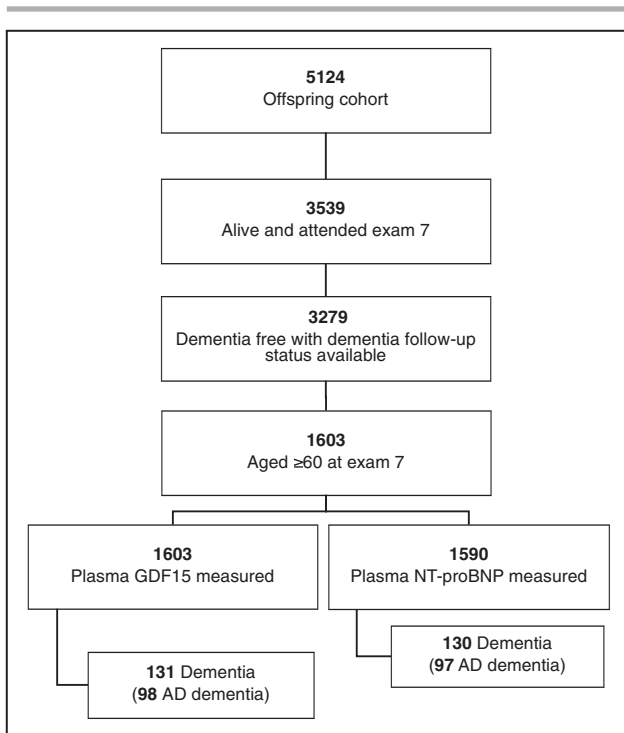 5124
Offspring cohort
3539
Alive and attended exam 7
3279
Dementia free with dementia follow-up
status available
1603
Aged ≥60 at exam 7
1603
Plasma GDF15 measured
1590
Plasma NT-proBNP measured
131 Dementia
(98 AD dementia)
130 Dementia
(97 AD dementia)